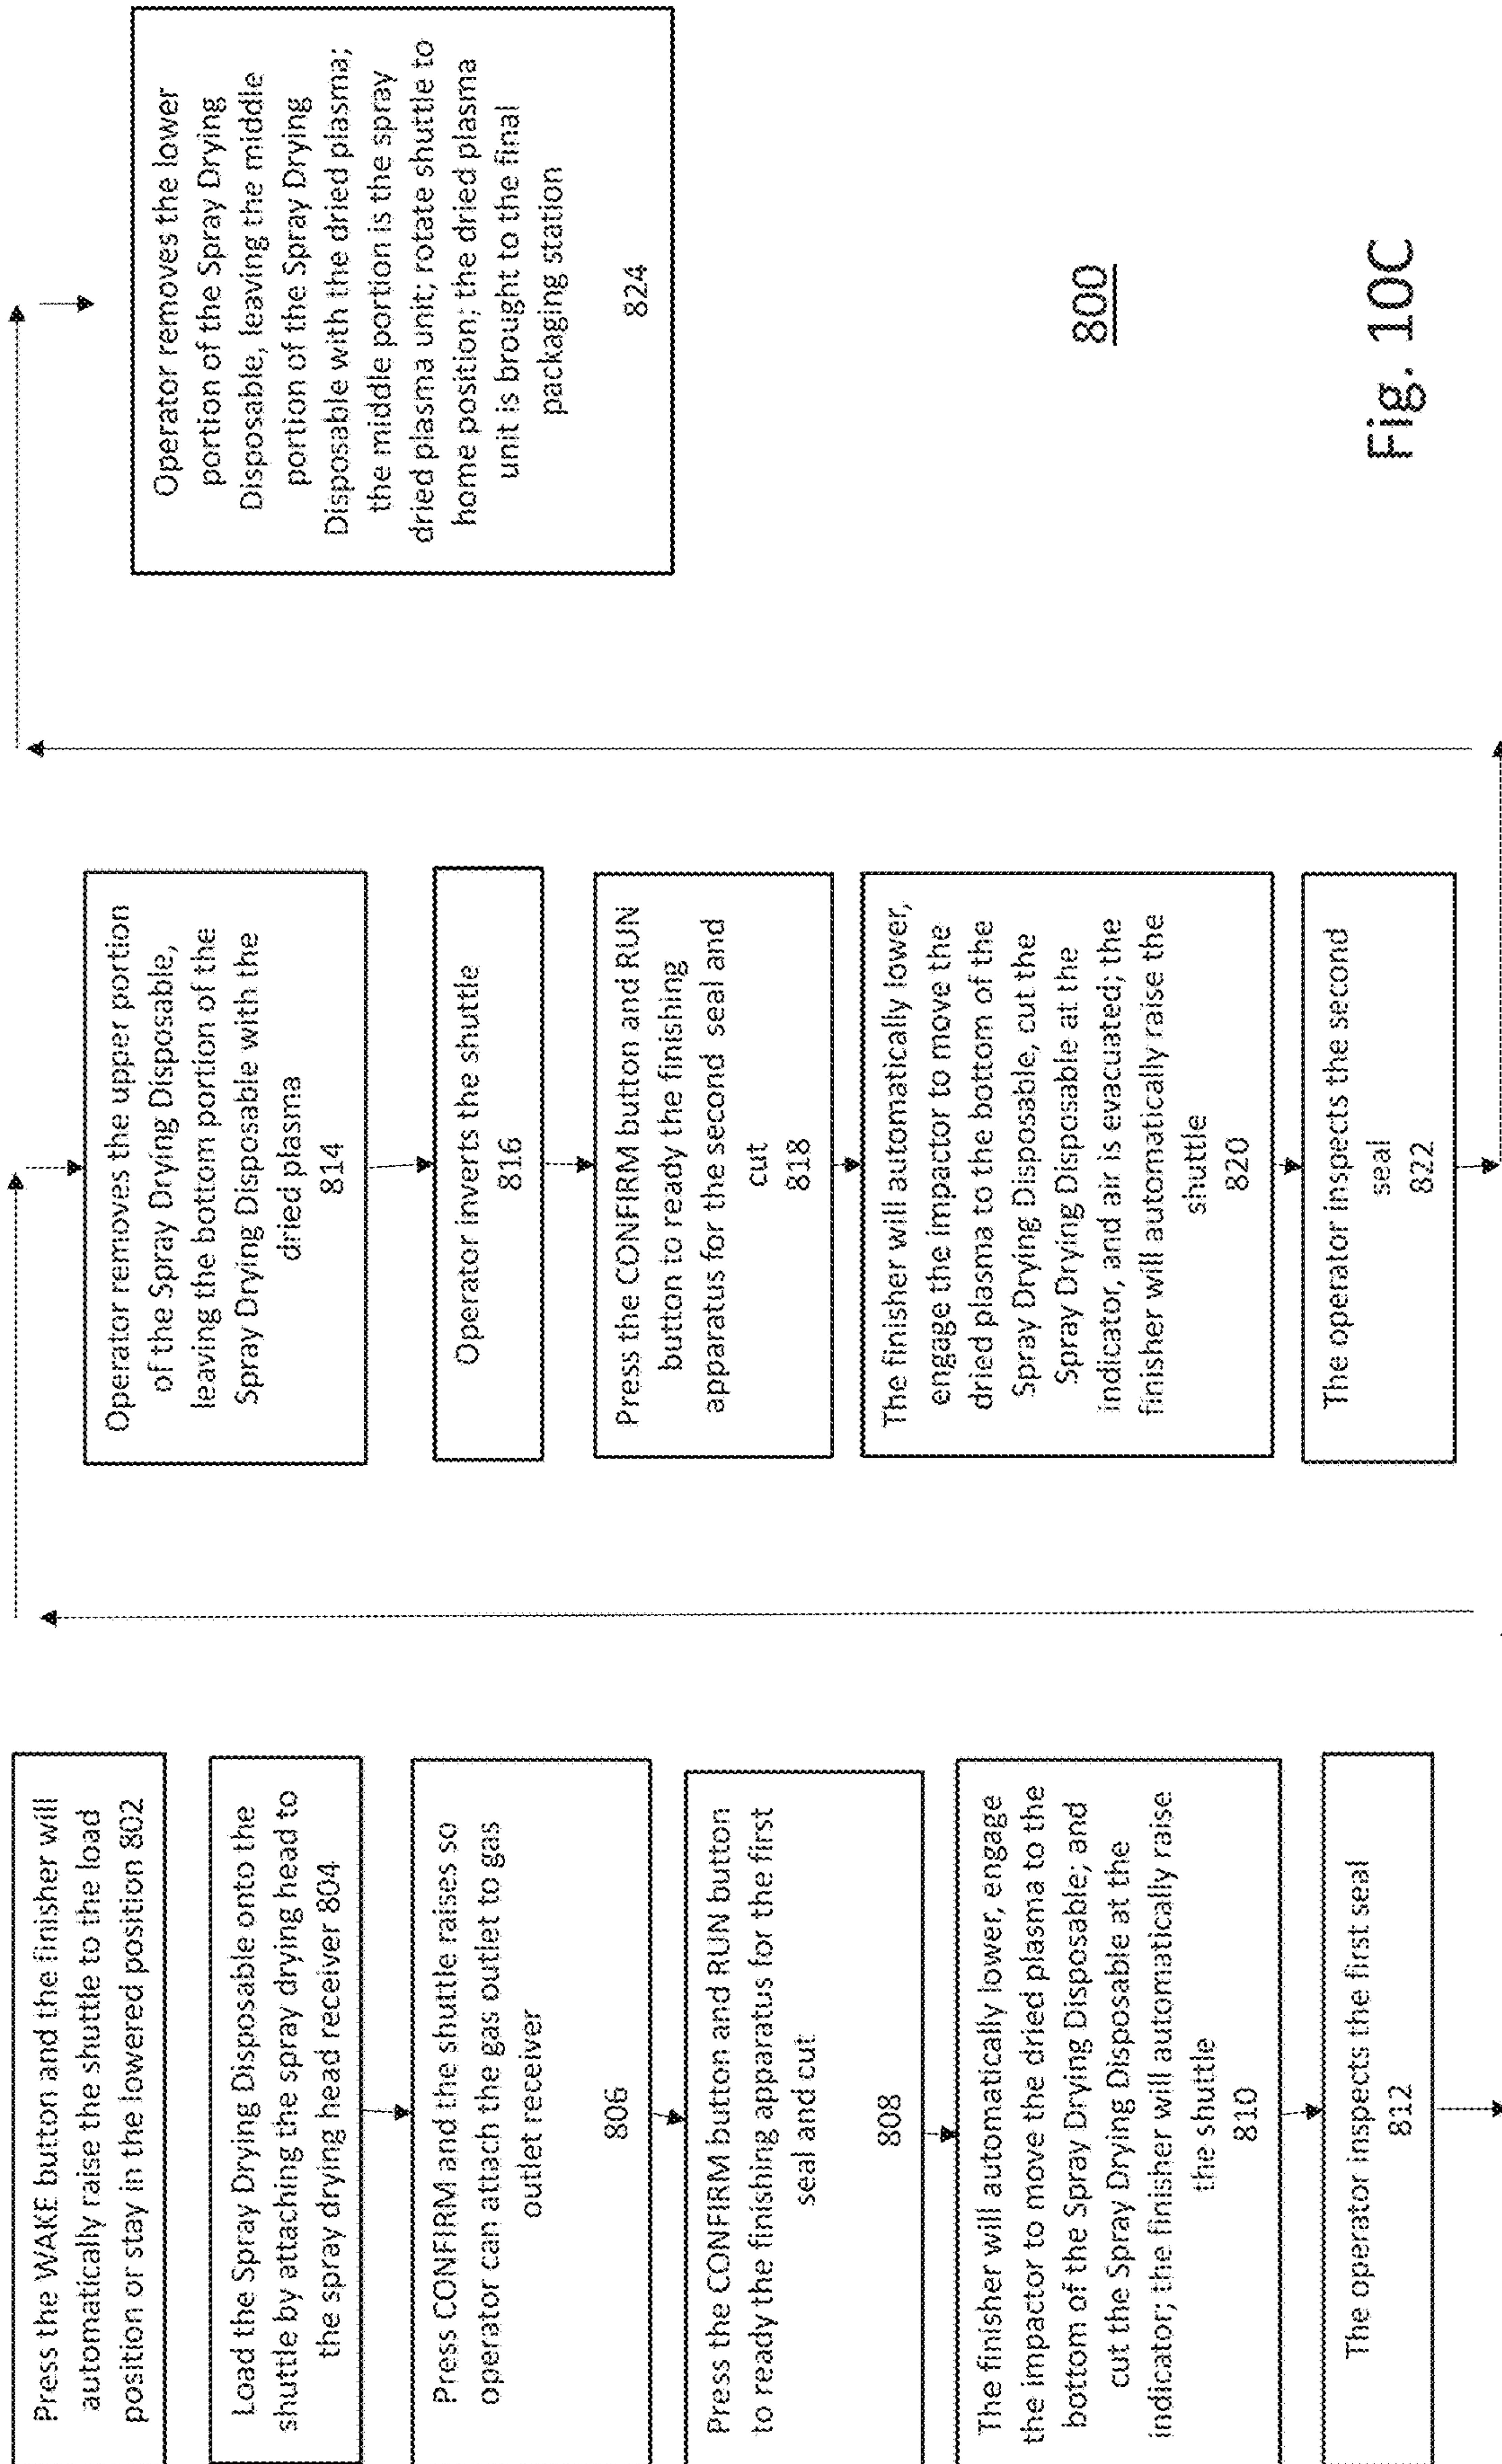 Press the WAKE button and the finisher will
automatically raise the shuttle to the load
position or stay in the lowered position 802
Load the Spray Drying Disposable onto the
shuttle by attaching the spray drying head to
the spray drying head receiver 804
Press CONFIRM and the shuttle raises so
operator can attach the gas outlet to gas
outlet receiver
806
Press the CONFIRM button and RUN button
to ready the finishing apparatus for the first
seal and cut
808
The finisher will automatically lower, engage
the impactor to move the dried plasma to the
bottom of the Spray Drying Disposable; and
cut the Spray Drying Disposable at the
indicator; the finisher will automatically raise
the shuttle
810
The operator inspects the first seal
812
Operator removes the upper portion
of the Spray Drying Disposable,
leaving the bottom portion of the
Spray Drying Disposable with the
dried plasma
814
Operator inverts the shuttle
816
Press the CONFIRM button and RUN
button to ready the finishing
apparatus for the second seal and
cut
818
The finisher will automatically lower,
engage the impactor to move the
dried plasma to the bottom of the
Spray Drying Disposable, cut the
Spray Drying Disposable at the
indicator, and air is evacuated; the
finisher will automatically raise the
shuttle
820
The operator inspects the second
seal
822
Operator removes the lower
portion of the Spray Drying
Disposable, leaving the middle
portion of the Spray Drying
Disposable with the dried plasma;
the middle portion is the spray
dried plasma unit; rotate shuttle to
home position; the dried plasma
unit is brought to the final
packaging station
824
800
Fig. 10C